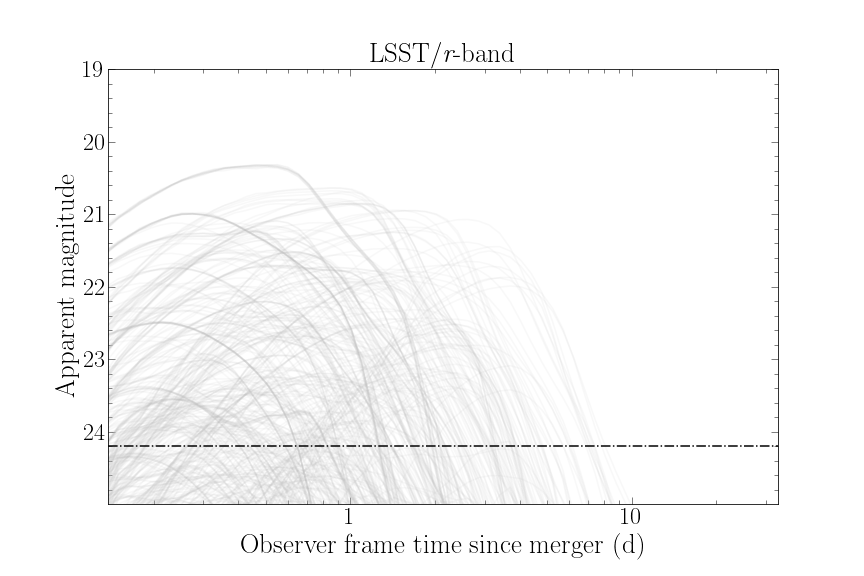 LSST/r-band
19
20
21
22
23
24
Apparent magnitude
1
10
Observer frame time since merger (d)